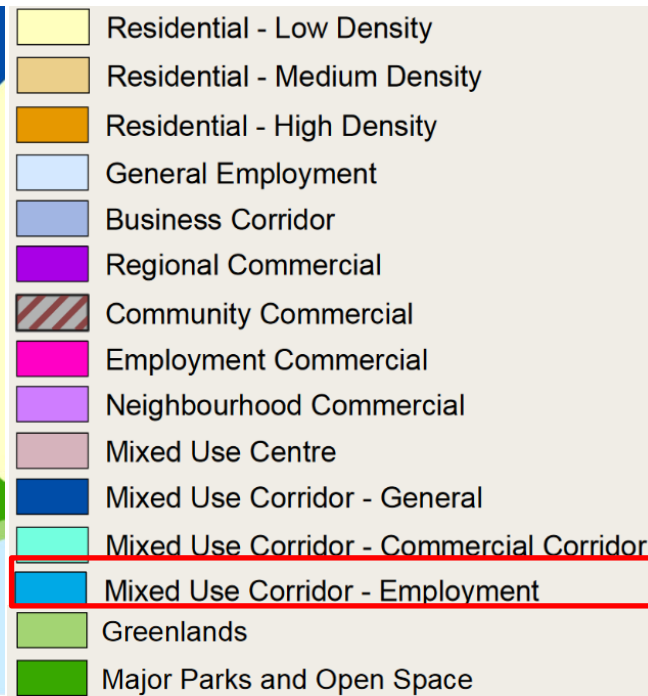 Residential - Low Density
Residential - Medium Density
Residential - High Density
General Employment
Business Corridor
Regional Commercial
Community Commercial
Employment Commercial
Neighbourhood Commercial
Mixed Use Centre
Mixed Use Corridor - General
Mixed Use Corridor - Commercial Corridor
Mixed Use Corridor - Employment
Greenlands
Major Parks and Open Space